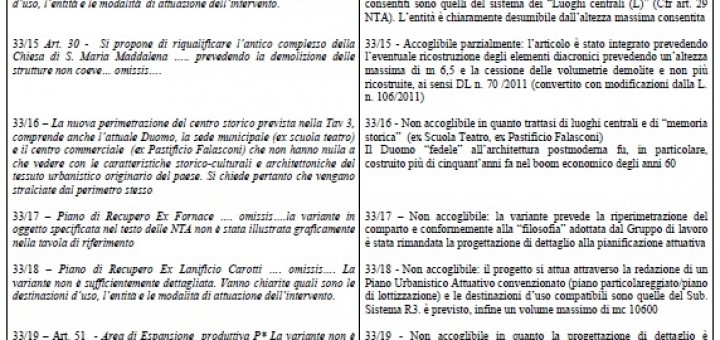 d'uso, l'entità e le modalità di attuazione dell'intervento.
33/15 Art. 30 - Si propone di riqualificare l'antico complesso della
Chiesa di S. Maria Maddalena ..... prevedendo la demolizione delle
strutture non coeve... omissis....
33/16 – La nuova perimetrazione del centro storico prevista nella Tav 3,
comprende anche l'attuale Duomo, la sede municipale (ex scuola teatro)
e il centro commerciale (ex Pastificio Falasconi) che non hanno nulla a
che vedere con le caratteristiche storico-culturali e architettoniche del
tessuto urbanistico originario del paese. Si chiede pertanto che vengano
stralciate dal perimetro stesso
33/17 – Piano di Recupero Ex Fornace .... omissis....la variante in
oggetto specificata nel testo delle NTA non è stata illustrata graficamente
nella tavola di riferimento
33/18 – Piano di Recupero Ex Lanificio Carotti .... omissis.... La
variante non è sufficientemente dettagliata. Vanno chiarite quali sono le
destinazioni d'uso, l'entità e le modalità di attuazione dell'intervento.
33/19 – Art. 51 - Area di Espansione produttiva P* La variante non è
consentiti sono quelli del sistema dei "Luoghi centrali (L)" (Cfr art. 29
NTA). L'entità è chiaramente desumibile dall'altezza massima consentita
33/15 - Accoglibile parzialmente: l'articolo è stato integrato prevedendo
l'eventuale ricostruzione degli elementi diacronici prevedendo un'altezza
massima di m 6,5 e la cessione delle volumetrie demolite e non più
ricostruite, ai sensi DL n. 70 /2011 (convertito con modificazioni dalla L.
n. 106/2011)
33/16 - Non accoglibile in quanto trattasi di luoghi centrali e di "memoria
storica" (ex Scuola Teatro, ex Pastificio Falasconi)
Il Duomo "fedele" all'architettura postmoderna fu, in particolare,
costruito più di cinquant'anni fa nel boom economico degli anni 60
33/17 – Non accoglibile: la variante prevede la riperimetrazione del
comparto e conformemente alla "filosofia" adottata dal Gruppo di lavoro
è stata rimandata la progettazione di dettaglio alla pianificazione attuativa
33/18 - Non accoglibile: il progetto si attua attraverso la redazione di un
Piano Urbanistico Attuativo convenzionato (piano particolareggiato/piano
di lottizzazione) e le destinazioni d'uso compatibili sono quelle del Sub.
Sistema R3. è previsto, infine un volume massimo di mc 10600
33/19 - Non accoglibile in quanto la progettazione di dettaglio è